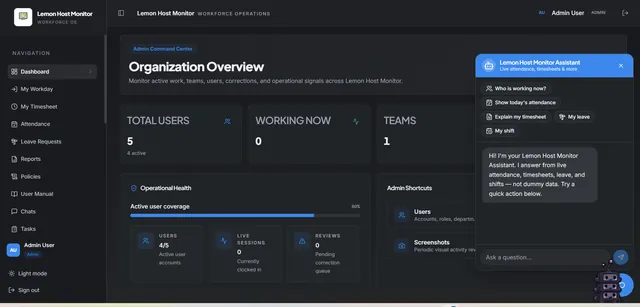 Lemon Host Monitor
WORKFORCE OS
NAVIGATION
Dashboard
My Workday
My Timesheet
Attendance
Leave Requests
Reports
Policies
User Manual
Chats
Tasks
AU
Admin User
Light mode
Sign out
Lemon Host Monitor WORKFORCE OPERATIONS
AU Admin User ADMIN
Admin Command Centre
Organization Overview
Monitor active work, teams, users, corrections, and operational signals across Lemon Host Monitor.
TOTAL USERS
5
4 active
WORKING NOW
0
TEAMS
1
Operational Health
Active user coverage
USERS
4/5
Active user
accounts
LIVE
SESSIONS
0
Currently
clocked in
REVIEWS
0
Pending
correction
queue
Admin Shortcuts
Users
Accounts, roles, departm
Screenshots
Periodic visual activity rev
Lemon Host Monitor Assistant
Live attendance, timesheets & more
Who is working now?
Show today's attendance
Explain my timesheet
My leave
My shift
Hi! I'm your Lemon Host Monitor
Assistant. I answer from live
attendance, timesheets, leave, and
shifts — not dummy data. Try a
quick action below.
Ask a question...